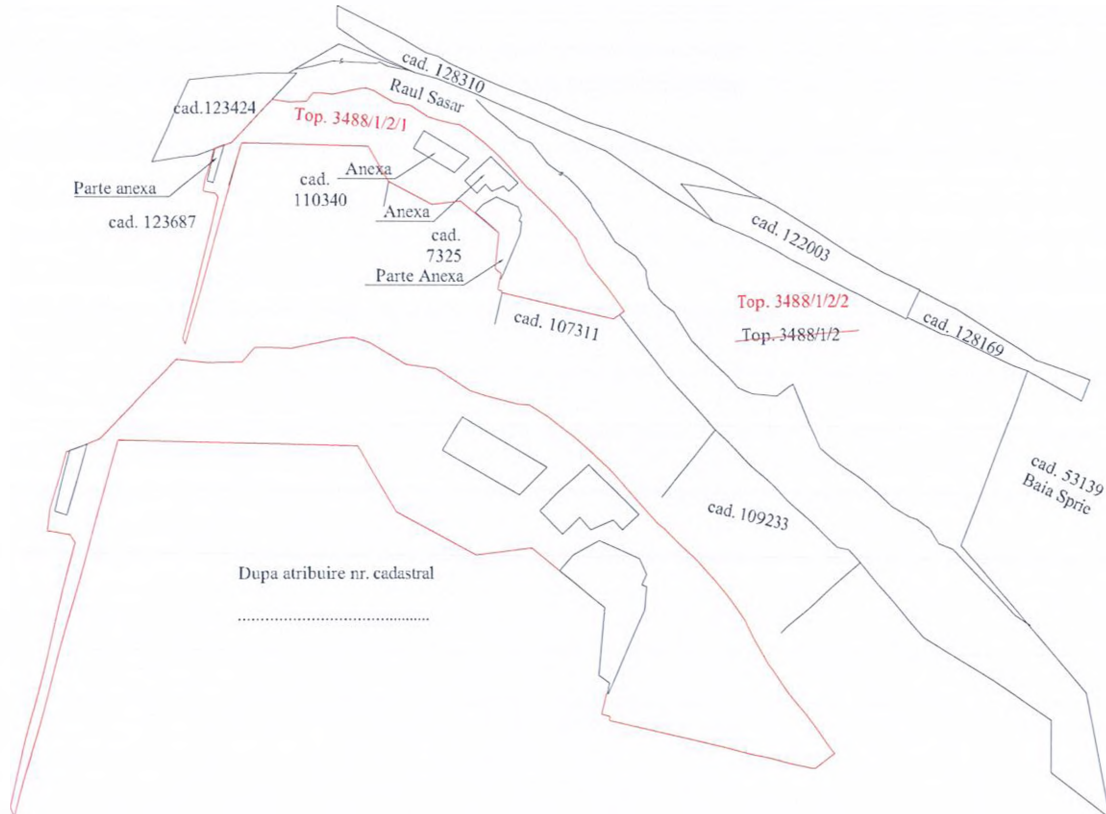 cad. 128310
Raul Sasar
cad.123424
Top. 3488/1/2/1
Anexa
cad.
110340
Parte anexa
cad. 123687
Anexa
cad.
7325
Parte Anexa
cad. 122003
Top. 3488/1/2/2
Top. 3488/1/2
cad. 107311
cad. 128169
cad. 53139
Baia Sprie
cad. 109233
Dupa atribuire nr. cadastral
........................................